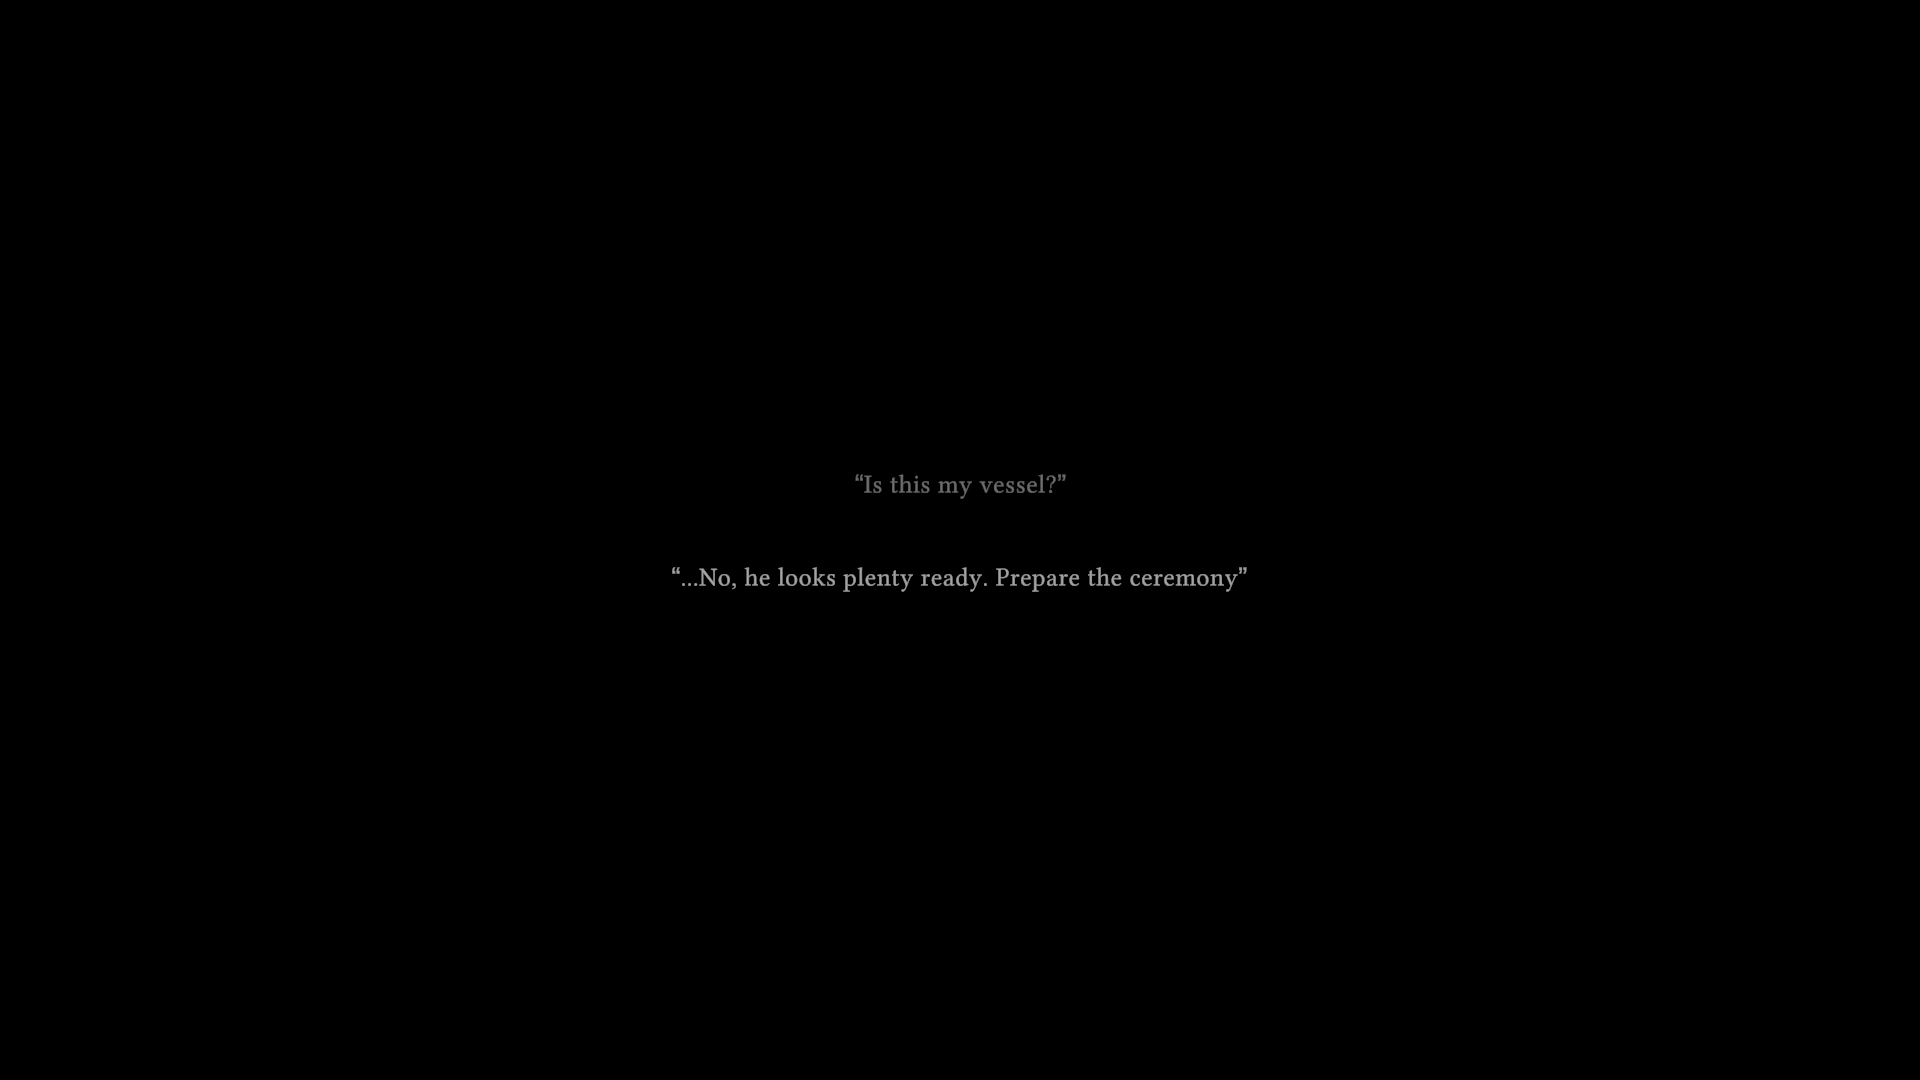 “Is this my vessel?”
“...No, he looks plenty ready. Prepare the ceremony”